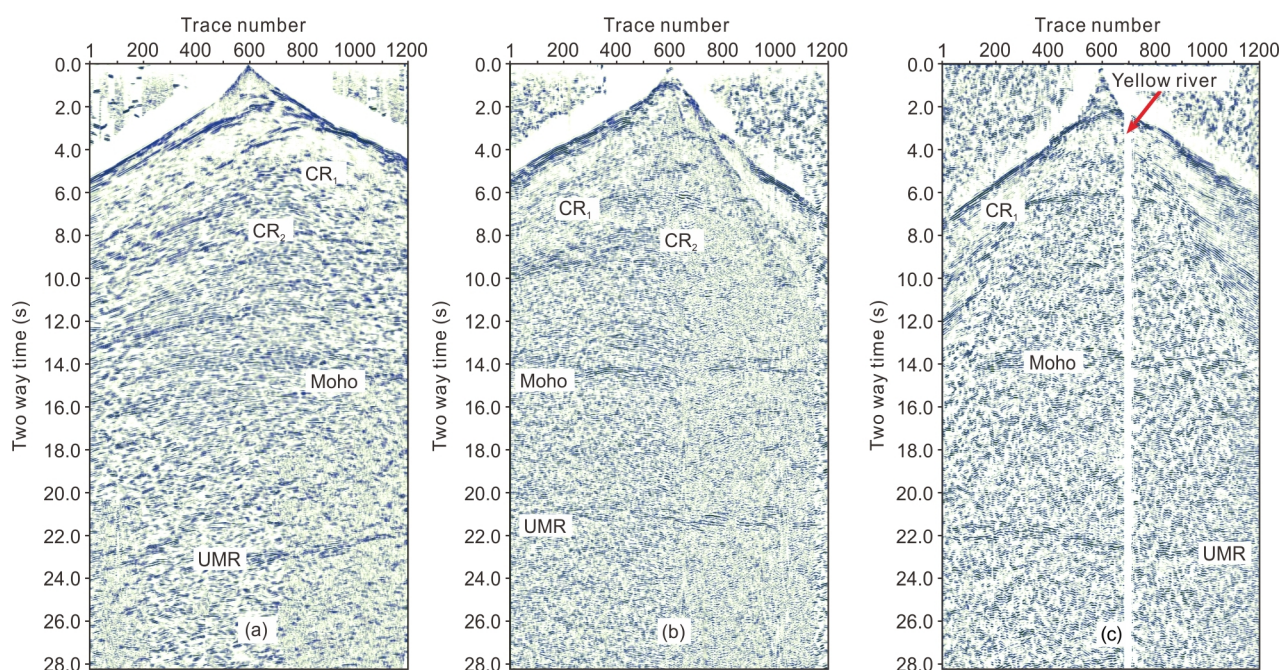 Trace number
1 200 400 600 800 1000 1200
0.0
2.0
4.0
6.0
8.0
10.0
12.0
14.0
16.0
18.0
20.0
22.0
24.0
26.0
28.0
Two way time (s)
CR₁
CR₂
Moho
UMR
(a)
Trace number
1 200 400 600 800 1000 1200
0.0
2.0
4.0
6.0
8.0
10.0
12.0
14.0
16.0
18.0
20.0
22.0
24.0
26.0
28.0
Two way time (s)
CR₁
CR₂
Moho
UMR
(b)
Trace number
1 200 400 600 800 1000 1200
0.0
2.0
4.0
6.0
8.0
10.0
12.0
14.0
16.0
18.0
20.0
22.0
24.0
26.0
28.0
Two way time (s)
Yellow river
CR₁
Moho
UMR
(c)